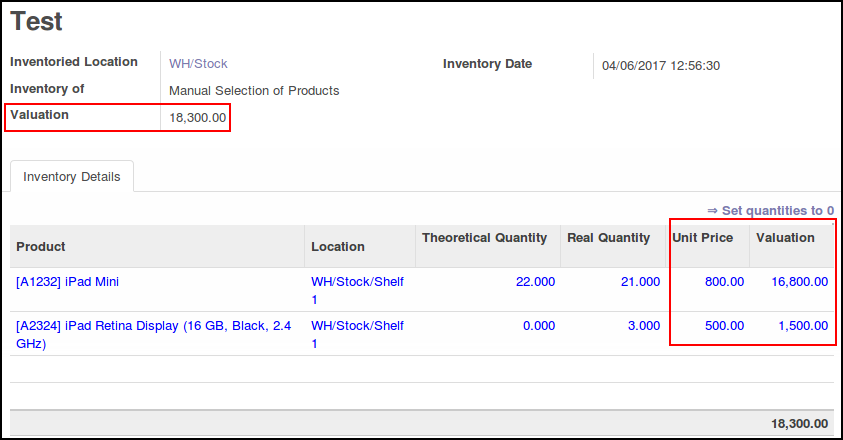 Test
Inventoried Location WH/Stock Inventory Date 04/06/2017 12:56:30
Inventory of Manual Selection of Products
Valuation 18,300.00
Inventory Details
⇒ Set quantities to 0
Product Location Theoretical Quantity Real Quantity Unit Price Valuation
[A1232] iPad Mini WH/Stock/Shelf 22.000 21.000 800.00 16,800.00
1
[A2324] iPad Retina Display (16 GB, Black, 2.4 WH/Stock/Shelf 0.000 3.000 500.00 1,500.00
GHz) 1
18,300.00